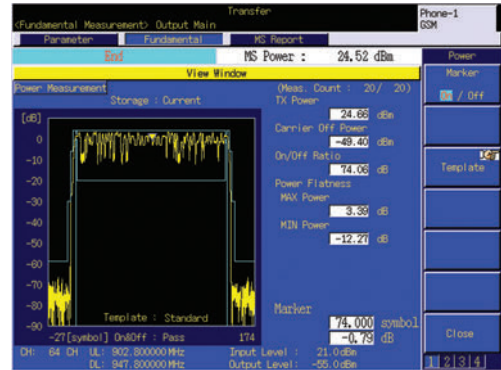 Transfer
Phone-1
<Fundamental Measurement> Output Main
GSM
Parameter
Fundamental
MS Report
End
MS Power : 24.52 dBm
Power
View Window
Marker
On / Off
Power Measurement
(Meas. Count : 20/ 20)
Storage : Current
TX Power
24.66 dBm
[dB]
Carrier Off Power
-49.40 dBm
On/Off Ratio
74.06 dB
Template
Power Flatness
MAX Power
3.39 dB
MIN Power
-12.27 dB
0
-10
-20
-30
-40
-50
-60
-70
-80
-90
Marker
74.000 symbol
-0.79 dB
Template : Standard
-27[symbol] On&Off : Pass 174
Close
CH: 64 CH UL: 902.800000MHz Input Level : 21.0dBm
DL: 947.800000MHz Output Level : -55.0dBm
1 2 3 4